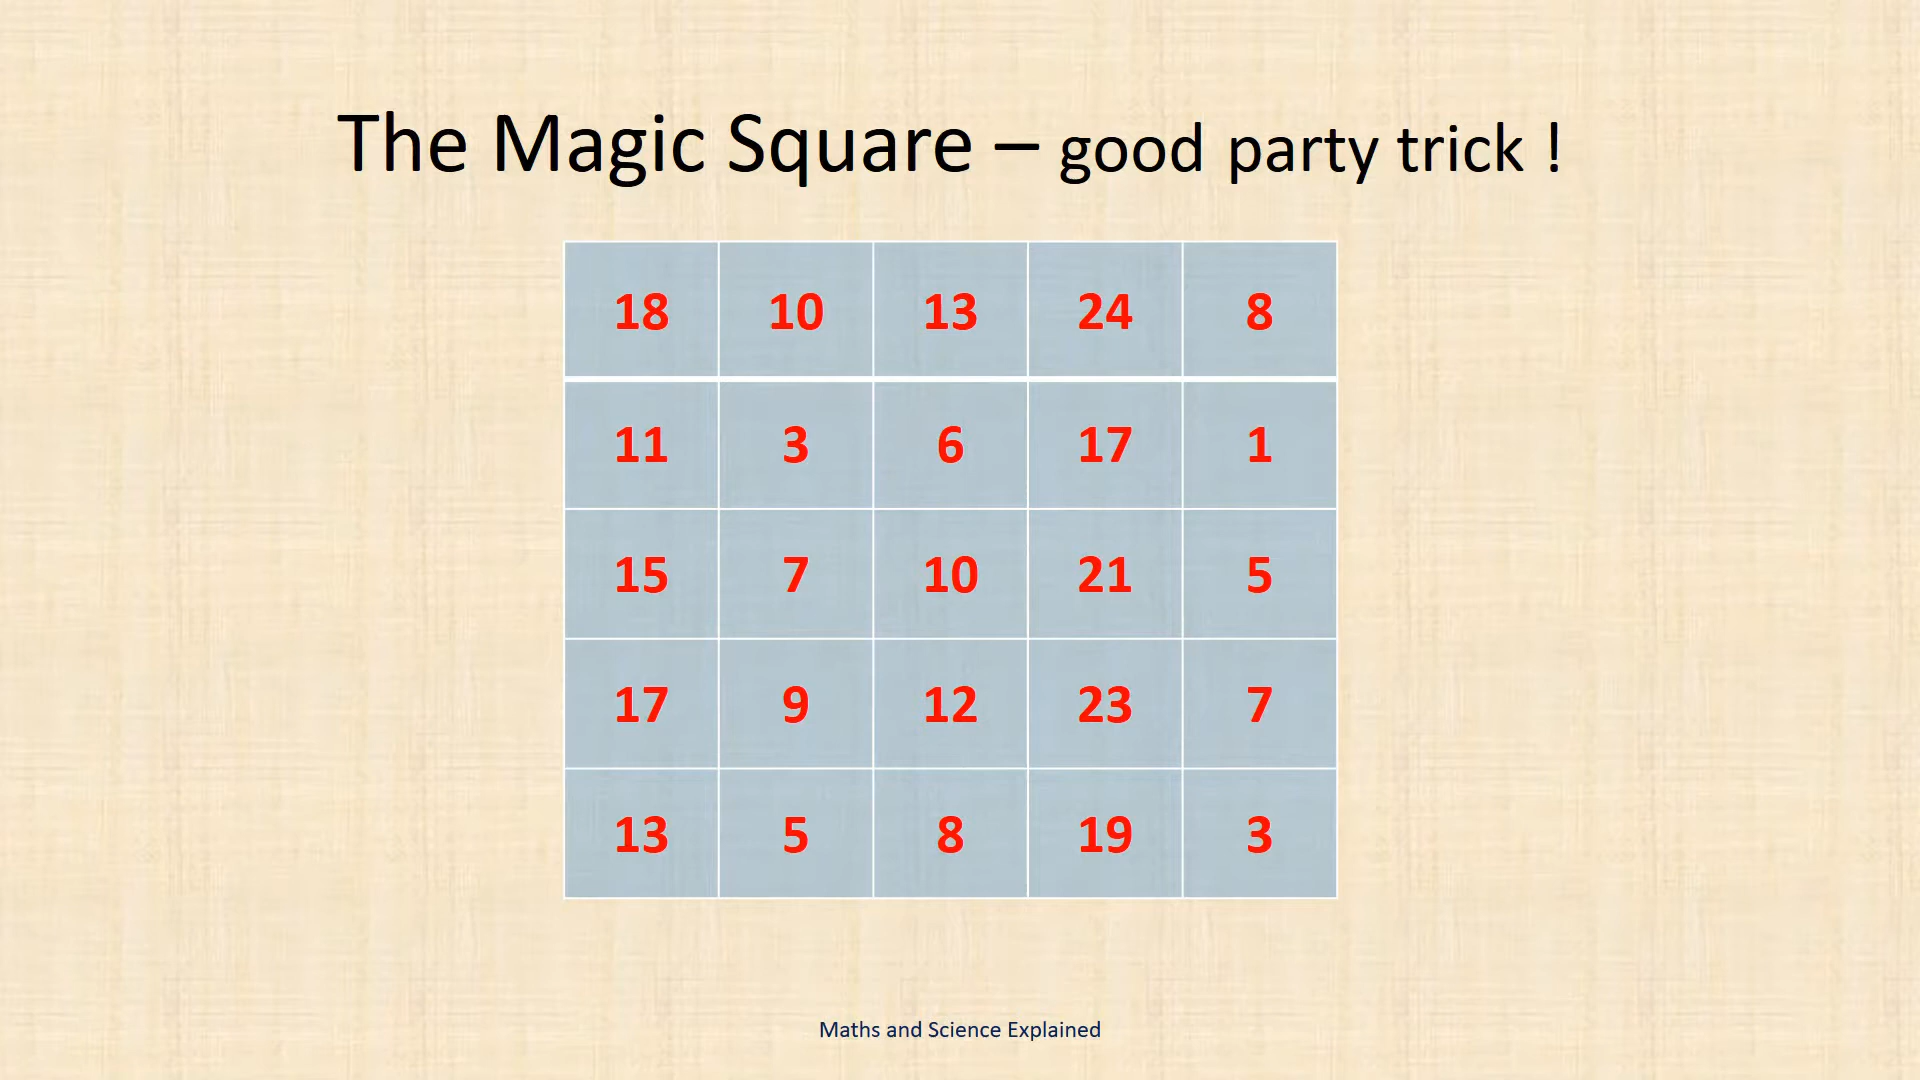 The Magic Square – good party trick !
18 10 13 24 8
11 3 6 17 1
15 7 10 21 5
17 9 12 23 7
13 5 8 19 3
Maths and Science Explained